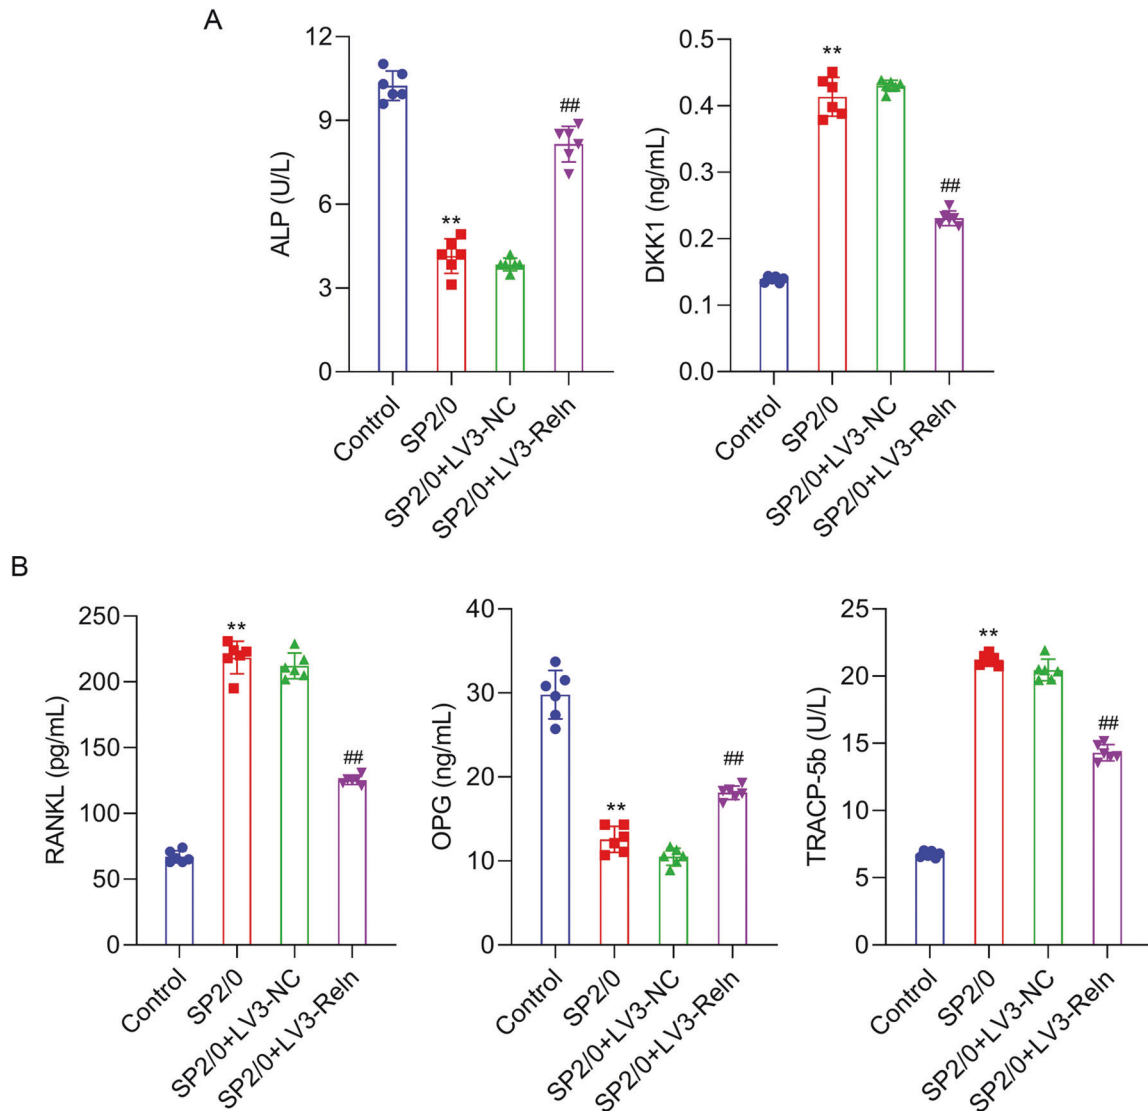 A
ALP (U/L)
12
9
6
3
0
**
##
Control
SP2/0
SP2/0+LV3-NC
SP2/0+LV3-Reln
DKK1 (ng/mL)
0.5
0.4
0.3
0.2
0.1
0.0
**
##
Control
SP2/0
SP2/0+LV3-NC
SP2/0+LV3-Reln
B
RANKL (pg/mL)
250
200
150
100
50
0
**
##
Control
SP2/0
SP2/0+LV3-NC
SP2/0+LV3-Reln
OPG (ng/mL)
40
30
20
10
0
**
##
Control
SP2/0
SP2/0+LV3-NC
SP2/0+LV3-Reln
TRACP-5b (U/L)
25
20
15
10
5
0
**
##
Control
SP2/0
SP2/0+LV3-NC
SP2/0+LV3-Reln